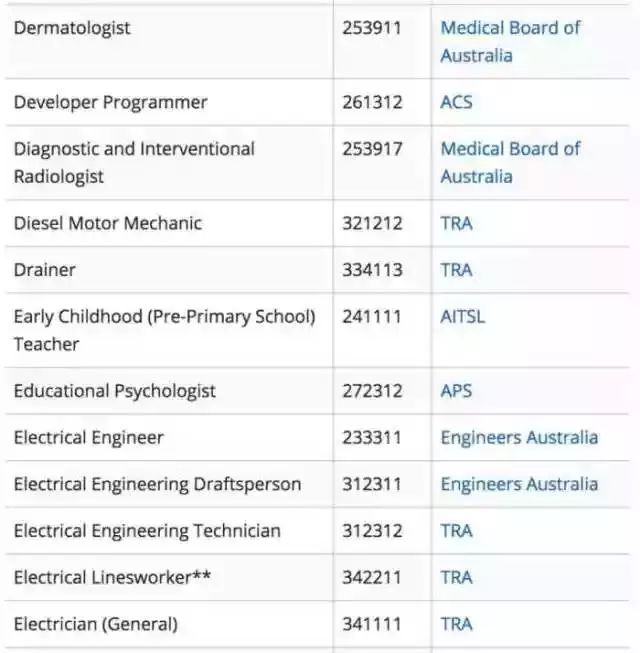 Dermatologist 253911 Medical Board of
Australia
Developer Programmer 261312 ACS
Diagnostic and Interventional 253917 Medical Board of
Radiologist Australia
Diesel Motor Mechanic 321212 TRA
Drainer 334113 TRA
Early Childhood (Pre-Primary School) 241111 AITSL
Teacher
Educational Psychologist 272312 APS
Electrical Engineer 233311 Engineers Australia
Electrical Engineering Draftsperson 312311 Engineers Australia
Electrical Engineering Technician 312312 TRA
Electrical Linesworker** 342211 TRA
Electrician (General) 341111 TRA